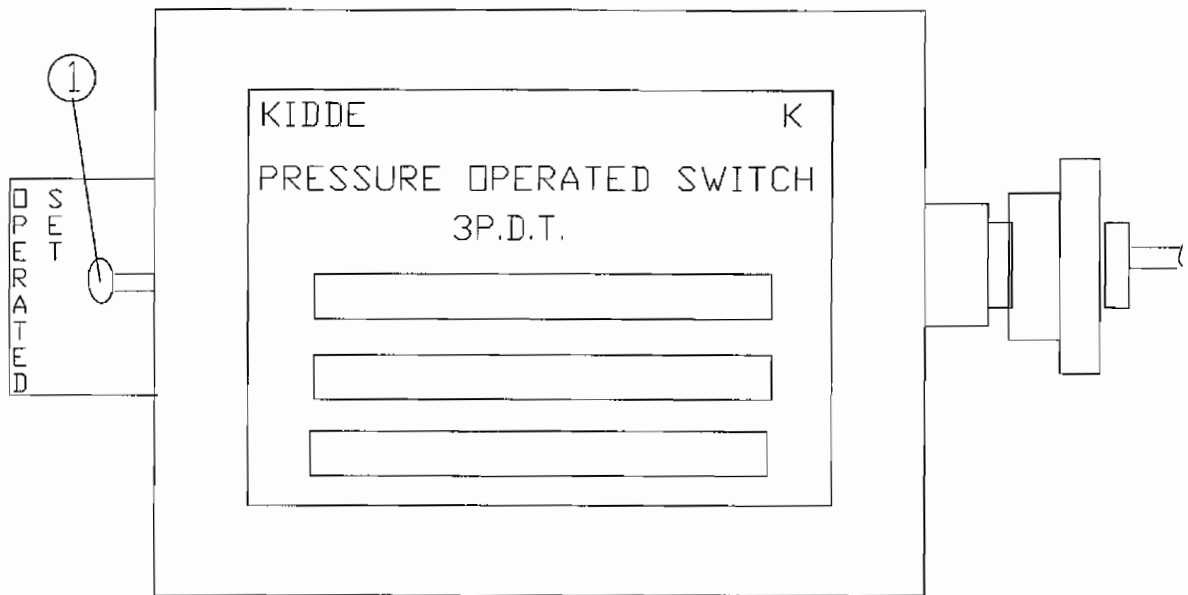 1
KIDDE K
PRESSURE OPERATED SWITCH
3P.D.T.
OPERATED
SET